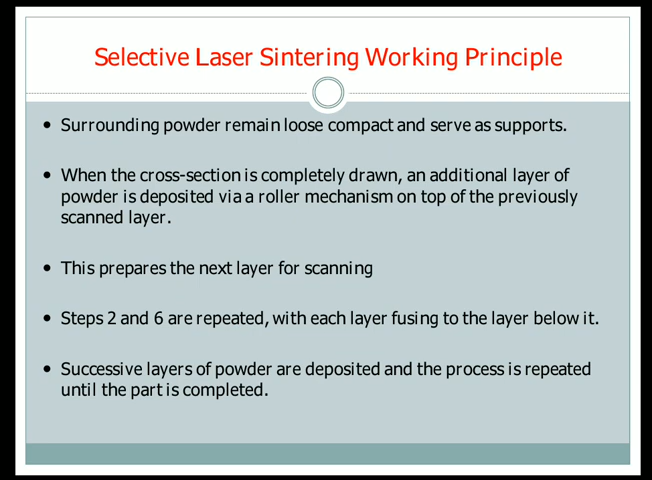 Selective Laser Sintering Working Principle
• Surrounding powder remain loose compact and serve as supports.
• When the cross-section is completely drawn, an additional layer of
powder is deposited via a roller mechanism on top of the previously
scanned layer.
• This prepares the next layer for scanning
• Steps 2 and 6 are repeated, with each layer fusing to the layer below it.
• Successive layers of powder are deposited and the process is repeated
until the part is completed.